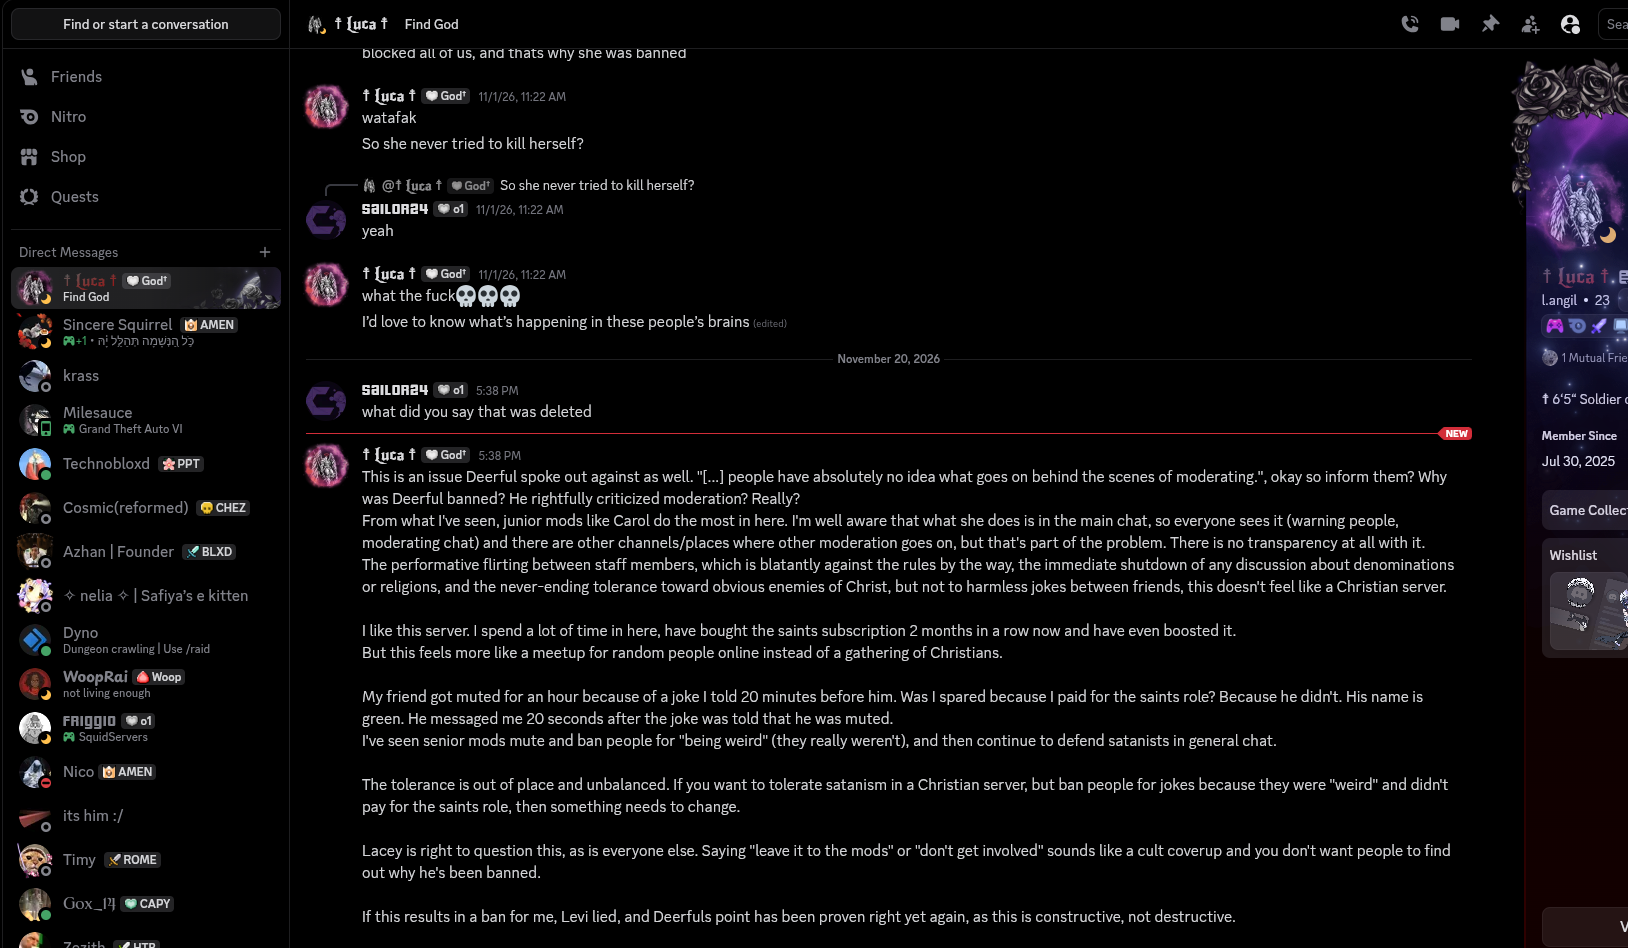 Find or start a conversation
Friends
Nitro
Shop
Quests
Direct Messages
† Luca † God†
Find God
Sincere Squirrel AMEN
+1 • כֹּל הַנְּשָׁמָה תְּהַלֵּל יָהּ
krass
Milesauce
Grand Theft Auto VI
Technobloxd PPT
Cosmic(reformed) CHEZ
Azhan | Founder BLXD
✧ nelia ✧ | Safiya's e kitten
Dyno
Dungeon crawling | Use /raid
WoopRai Woop
not living enough
FRIGGIO o1
SquidServers
Nico AMEN
its him :/
Timy ROME
CAPY
Zezith HTR
† Luca † Find God
blocked all of us, and thats why she was banned
† Luca † God† 11/1/26, 11:22 AM
watafak
So she never tried to kill herself?
@† Luca † God† So she never tried to kill herself?
SAILOR24 o1 11/1/26, 11:22 AM
yeah
† Luca † God† 11/1/26, 11:22 AM
what the fuck💀💀💀
I'd love to know what's happening in these people's brains (edited)
November 20, 2026
SAILOR24 o1 5:38 PM
what did you say that was deleted
NEW
† Luca † God† 5:38 PM
This is an issue Deerful spoke out against as well. "[...] people have absolutely no idea what goes on behind the scenes of moderating.", okay so inform them? Why
was Deerful banned? He rightfully criticized moderation? Really?
From what I've seen, junior mods like Carol do the most in here. I'm well aware that what she does is in the main chat, so everyone sees it (warning people,
moderating chat) and there are other channels/places where other moderation goes on, but that's part of the problem. There is no transparency at all with it.
The performative flirting between staff members, which is blatantly against the rules by the way, the immediate shutdown of any discussion about denominations
or religions, and the never-ending tolerance toward obvious enemies of Christ, but not to harmless jokes between friends, this doesn't feel like a Christian server.
I like this server. I spend a lot of time in here, have bought the saints subscription 2 months in a row now and have even boosted it.
But this feels more like a meetup for random people online instead of a gathering of Christians.
My friend got muted for an hour because of a joke I told 20 minutes before him. Was I spared because I paid for the saints role? Because he didn't. His name is
green. He messaged me 20 seconds after the joke was told that he was muted.
I've seen senior mods mute and ban people for "being weird" (they really weren't), and then continue to defend satanists in general chat.
The tolerance is out of place and unbalanced. If you want to tolerate satanism in a Christian server, but ban people for jokes because they were "weird" and didn't
pay for the saints role, then something needs to change.
Lacey is right to question this, as is everyone else. Saying "leave it to the mods" or "don't get involved" sounds like a cult coverup and you don't want people to find
out why he's been banned.
If this results in a ban for me, Levi lied, and Deerfuls point has been proven right yet again, as this is constructive, not destructive.
Sea
† Luca †
l.angil • 23
1 Mutual Frie
† 6'5" Soldier
Member Since
Jul 30, 2025
Game Collec
Wishlist